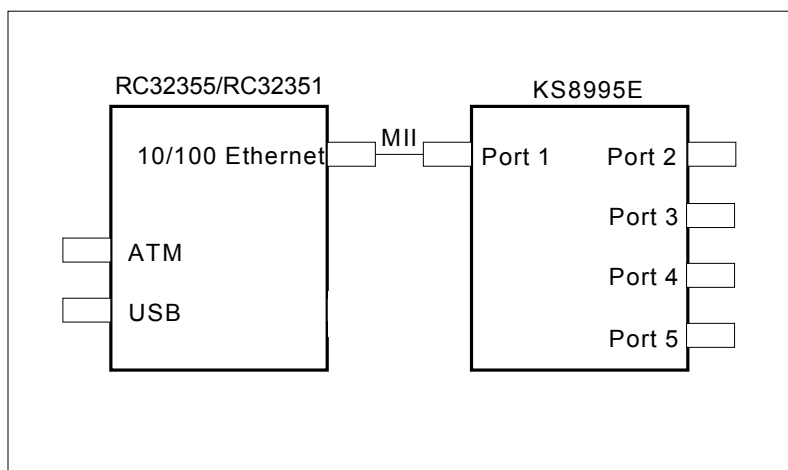 RC32355/RC32351
KS8995E
MII
10/100 Ethernet
Port 1
Port 2
Port 3
ATM
Port 4
USB
Port 5